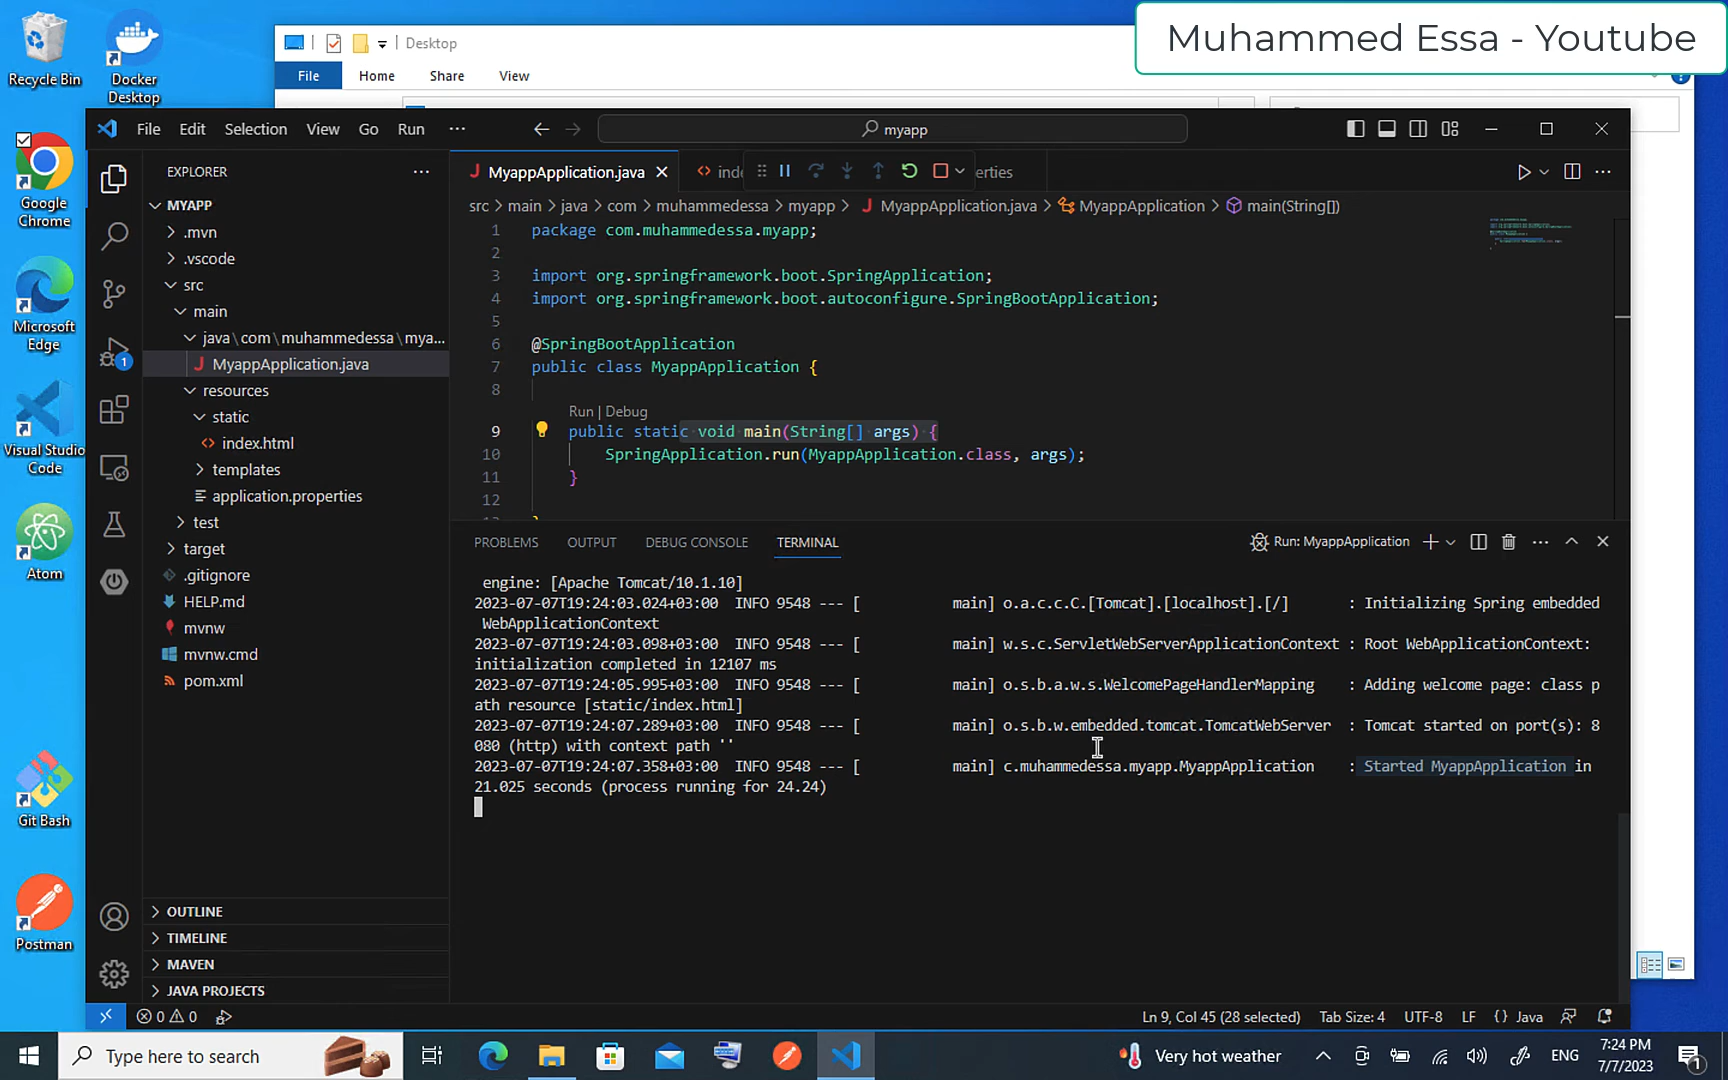 Muhammed Essa - Youtube
Recycle Bin
Docker
Desktop
Google
Chrome
Microsoft
Edge
Visual Studio
Code
Atom
Git Bash
Postman
Desktop
File
Home
Share
View
File
Edit
Selection
View
Go
Run
myapp
EXPLORER
MYAPP
.mvn
.vscode
src
main
java\com\muhammedessa\mya...
MyappApplication.java
resources
static
index.html
templates
application.properties
test
target
.gitignore
HELP.md
mvnw
mvnw.cmd
pom.xml
OUTLINE
TIMELINE
MAVEN
JAVA PROJECTS
MyappApplication.java
ind
erties
src > main > java > com > muhammedessa > myapp > MyappApplication.java > MyappApplication > main(String[])
1 package com.muhammedessa.myapp;
2
3 import org.springframework.boot.SpringApplication;
4 import org.springframework.boot.autoconfigure.SpringBootApplication;
5
6 @SpringBootApplication
7 public class MyappApplication {
8
Run | Debug
9 public static void main(String[] args) {
10 SpringApplication.run(MyappApplication.class, args);
11 }
12
PROBLEMS
OUTPUT
DEBUG CONSOLE
TERMINAL
Run: MyappApplication
engine: [Apache Tomcat/10.1.10]
2023-07-07T19:24:03.024+03:00 INFO 9548 --- [ main] o.a.c.c.C.[Tomcat].[localhost].[/] : Initializing Spring embedded
WebApplicationContext
2023-07-07T19:24:03.098+03:00 INFO 9548 --- [ main] w.s.c.ServletWebServerApplicationContext : Root WebApplicationContext:
initialization completed in 12107 ms
2023-07-07T19:24:05.995+03:00 INFO 9548 --- [ main] o.s.b.a.w.s.WelcomePageHandlerMapping : Adding welcome page: class p
ath resource [static/index.html]
2023-07-07T19:24:07.289+03:00 INFO 9548 --- [ main] o.s.b.w.embedded.tomcat.TomcatWebServer : Tomcat started on port(s): 8
080 (http) with context path ''
2023-07-07T19:24:07.358+03:00 INFO 9548 --- [ main] c.muhammedessa.myapp.MyappApplication : Started MyappApplication in
21.025 seconds (process running for 24.24)
0 0
Ln 9, Col 45 (28 selected)
Tab Size: 4
UTF-8
LF
{} Java
Type here to search
Very hot weather
ENG
7:24 PM
7/7/2023
1